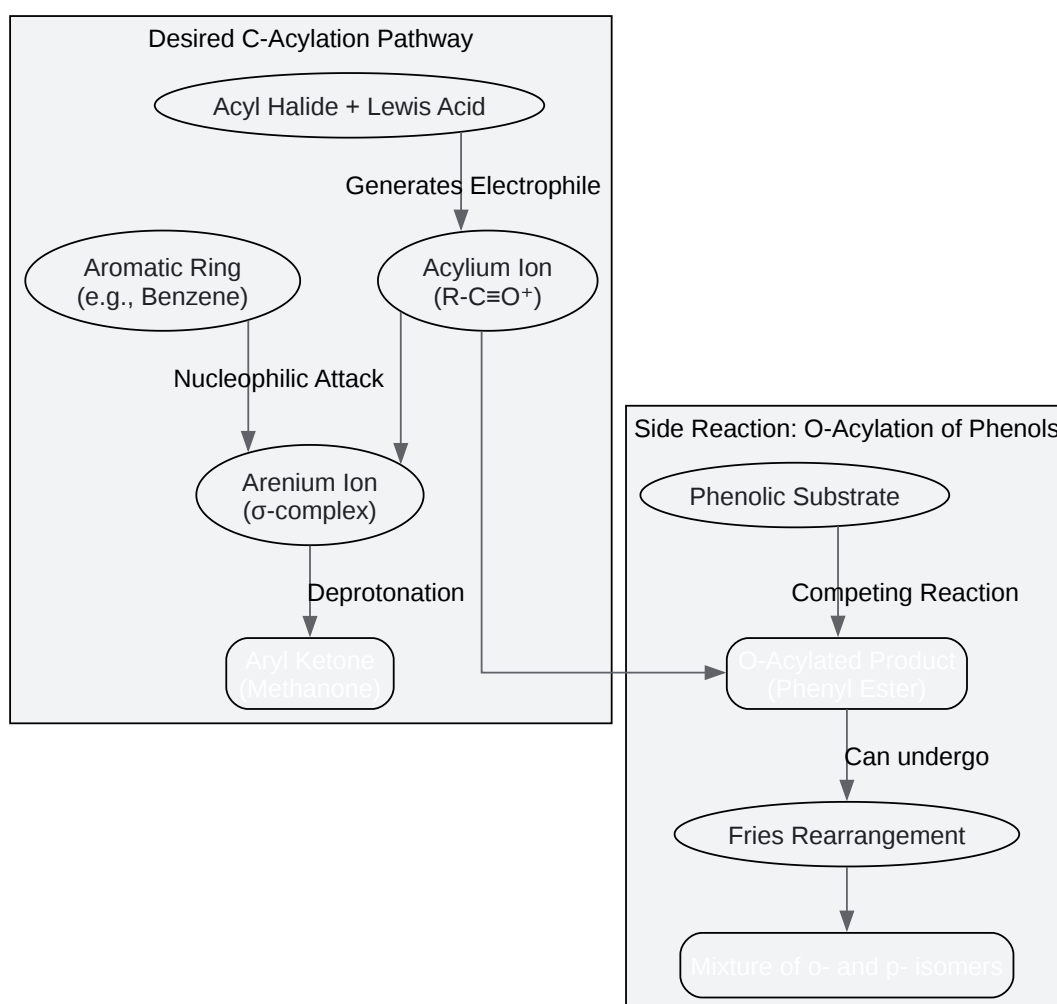 Desired C-Acylation Pathway
Acyl Halide + Lewis Acid
Generates Electrophile
Aromatic Ring
(e.g., Benzene)
Acylium Ion
(R-C≡O⁺)
Nucleophilic Attack
Arenium Ion
(σ-complex)
Deprotonation
Aryl Ketone
(Methanone)
Side Reaction: O-Acylation of Phenols
Phenolic Substrate
Competing Reaction
O-Acylated Product
(Phenyl Ester)
Can undergo
Fries Rearrangement
Mixture of o- and p- isomers